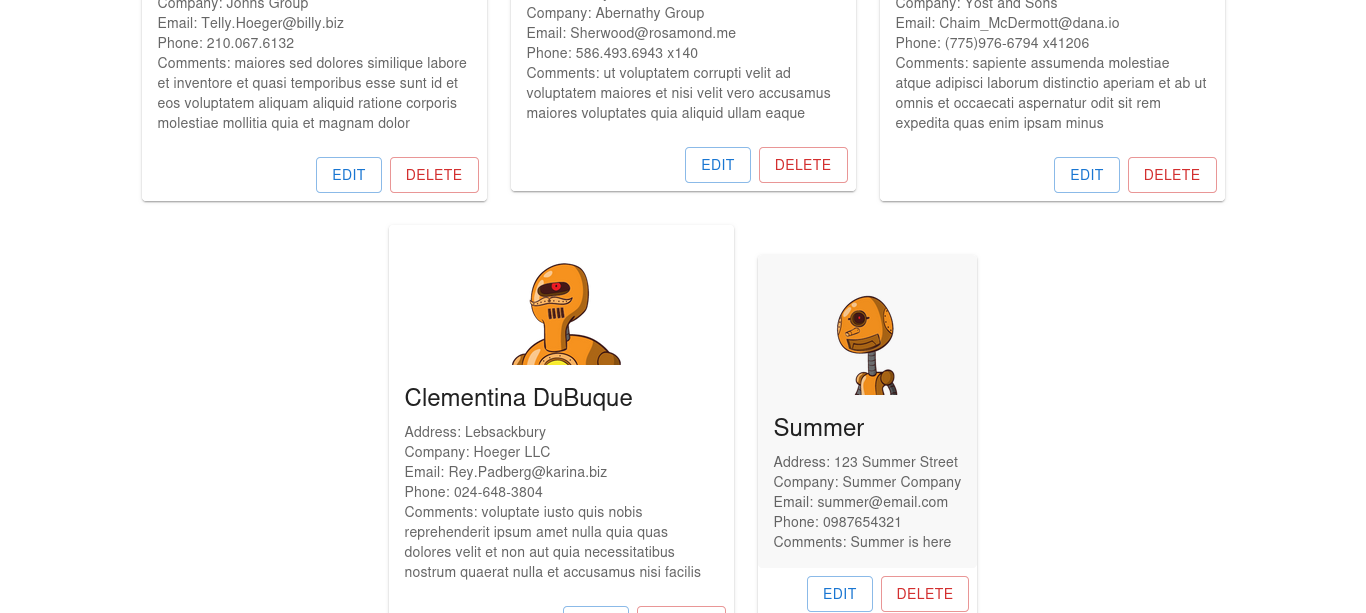 Company: Johns Group
Email: Telly.Hoeger@billy.biz
Phone: 210.067.6132
Comments: maiores sed dolores similique labore
et inventore et quasi temporibus esse sunt id et
eos voluptatem aliquam aliquid ratione corporis
molestiae mollitia quia et magnam dolor
EDIT
DELETE
Company: Abernathy Group
Email: Sherwood@rosamond.me
Phone: 586.493.6943 x140
Comments: ut voluptatem corrupti velit ad
voluptatem maiores et nisi velit vero accusamus
maiores voluptates quia aliquid ullam eaque
EDIT
DELETE
Company: Yost and Sons
Email: Chaim_McDermott@dana.io
Phone: (775)976-6794 x41206
Comments: sapiente assumenda molestiae
atque adipisci laborum distinctio aperiam et ab ut
omnis et occaecati aspernatur odit sit rem
expedita quas enim ipsam minus
EDIT
DELETE
Clementina DuBuque
Address: Lebsackbury
Company: Hoeger LLC
Email: Rey.Padberg@karina.biz
Phone: 024-648-3804
Comments: voluptate iusto quis nobis
reprehenderit ipsum amet nulla quia quas
dolores velit et non aut quia necessitatibus
nostrum quaerat nulla et accusamus nisi facilis
Summer
Address: 123 Summer Street
Company: Summer Company
Email: summer@email.com
Phone: 0987654321
Comments: Summer is here
EDIT
DELETE